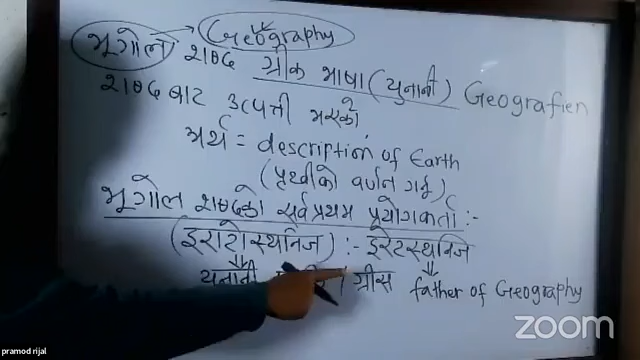 भूगोल → Geography
शब्द ग्रीक भाषा (युनानी) Geografien
शब्द बाट उत्पत्ती भएको
अर्थ = description of Earth
(पृथ्वीको वर्णन गर्नु)
भूगोल शब्दको सर्वप्रथम प्रयोगकर्ता :-
(इराटोस्थनिज) :- इरेटस्थनिज
युनानी ग्रीस father of Geography
zoom
pramod rijal